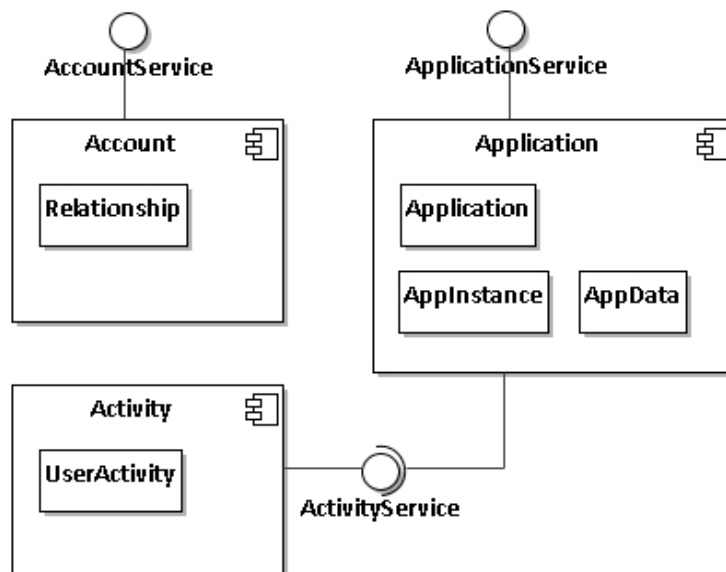 AccountService
ApplicationService
Account
Application
Relationship
Application
AppInstance
AppData
Activity
UserActivity
ActivityService